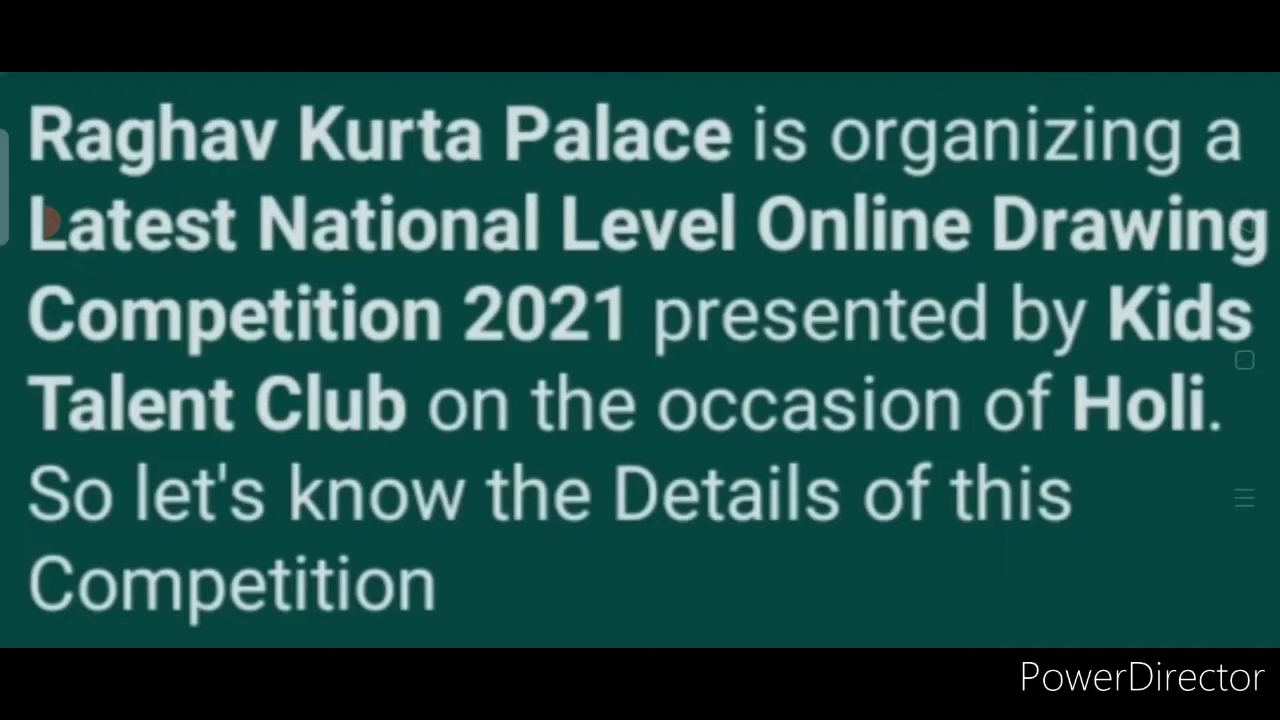 Raghav Kurta Palace is organizing a
Latest National Level Online Drawing
Competition 2021 presented by Kids
Talent Club on the occasion of Holi.
So let's know the Details of this
Competition
PowerDirector